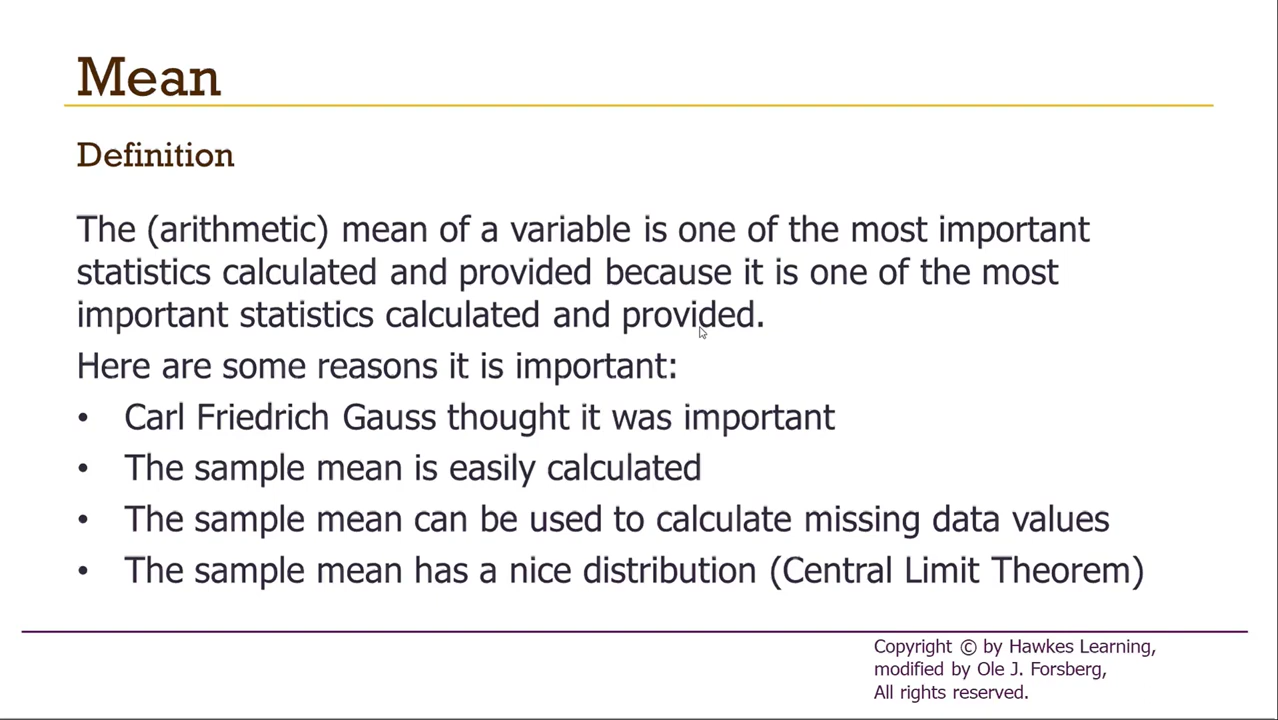 Mean
Definition
The (arithmetic) mean of a variable is one of the most important
statistics calculated and provided because it is one of the most
important statistics calculated and provided.
Here are some reasons it is important:
• Carl Friedrich Gauss thought it was important
• The sample mean is easily calculated
• The sample mean can be used to calculate missing data values
• The sample mean has a nice distribution (Central Limit Theorem)
Copyright © by Hawkes Learning,
modified by Ole J. Forsberg,
All rights reserved.